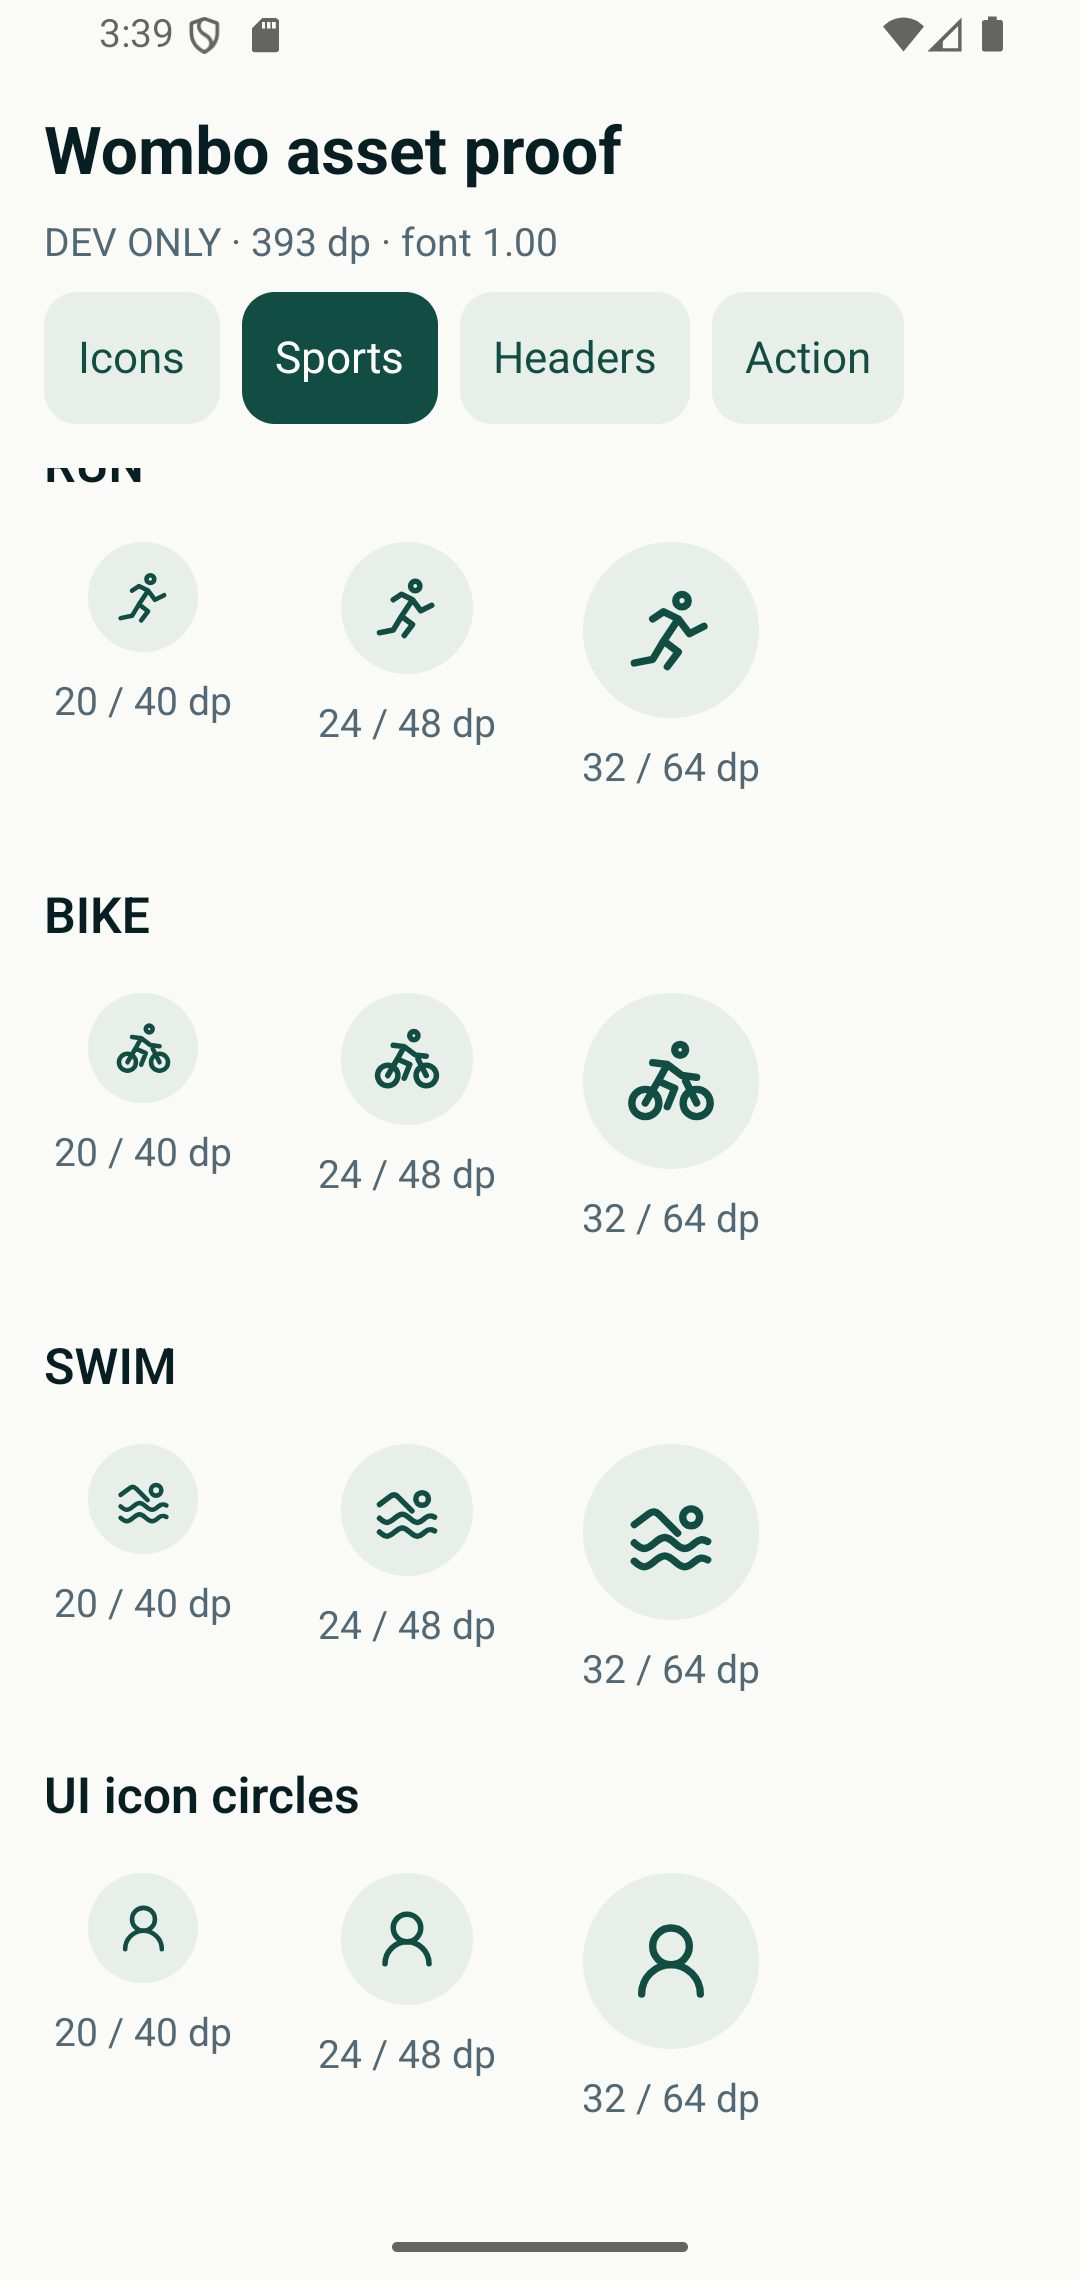 3:39
Wombo asset proof
DEV ONLY · 393 dp · font 1.00
Icons Sports Headers Action
RUN
20 / 40 dp 24 / 48 dp 32 / 64 dp
BIKE
20 / 40 dp 24 / 48 dp 32 / 64 dp
SWIM
20 / 40 dp 24 / 48 dp 32 / 64 dp
UI icon circles
20 / 40 dp 24 / 48 dp 32 / 64 dp